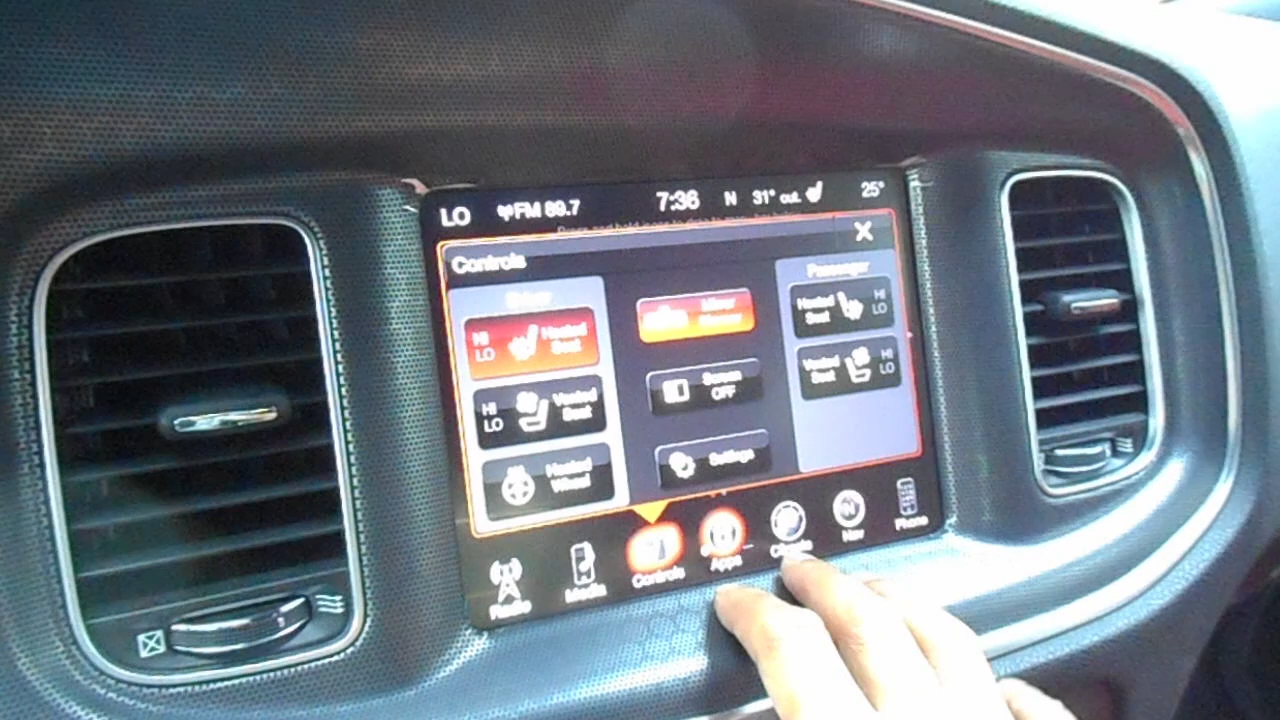 LO FM 89.7 7:36 N 31° out 25°
Controls
Passenger
HI
LO
Heated
Seat
HI
LO
Vented
Seat
Heated
Wheel
Mirror
Screen
OFF
Settings
Heated
Seat
HI
LO
Vented
Seat
HI
LO
Radio Media Controls Apps Climate Nav Phone